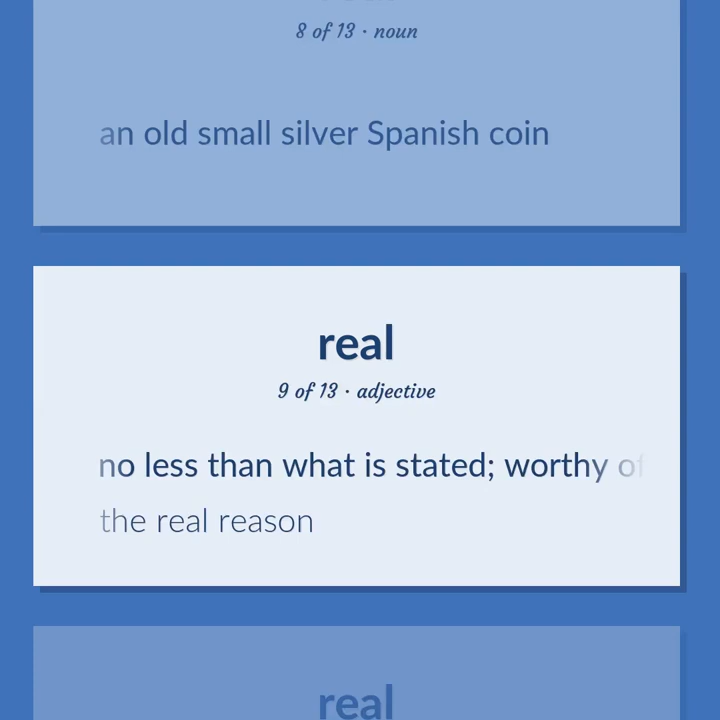 8 of 13 · noun
an old small silver Spanish coin
real
9 of 13 · adjective
no less than what is stated; worthy of
the real reason
real